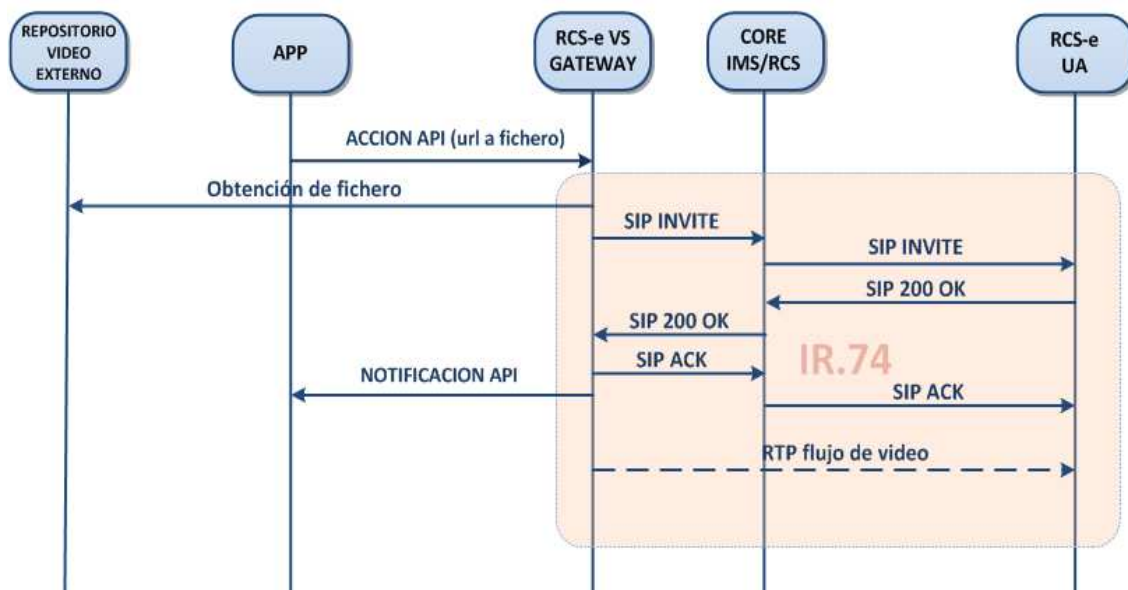 REPOSITORIO
VIDEO
EXTERNO
APP
RCS-e VS
GATEWAY
CORE
IMS/RCS
RCS-e
UA
ACCION API (url a fichero)
Obtención de fichero
SIP INVITE
SIP INVITE
SIP 200 OK
SIP 200 OK
IR.74
SIP ACK
NOTIFICACION API
SIP ACK
RTP flujo de video